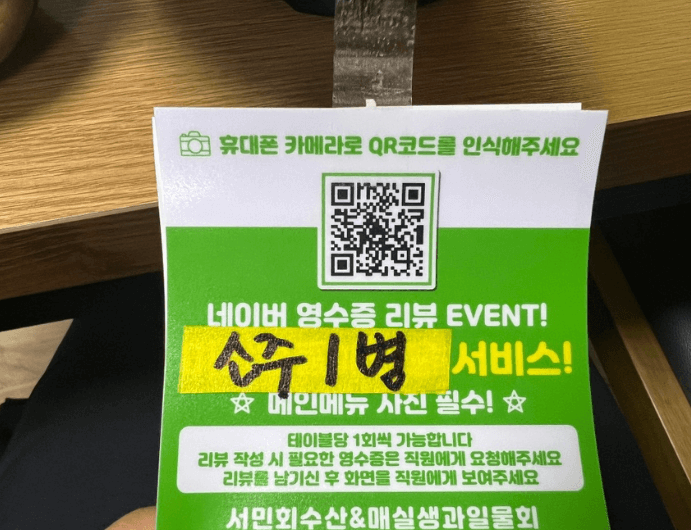 휴대폰 카메라로 QR코드를 인식해주세요
네이버 영수증 리뷰 EVENT!
소주 1병 서비스!
☆ 메인메뉴 사진 필수! ☆
테이블당 1회씩 가능합니다
리뷰 작성 시 필요한 영수증은 직원에게 요청해주세요
리뷰를 남기신 후 화면을 직원에게 보여주세요
서민회수산&매실생과일물회